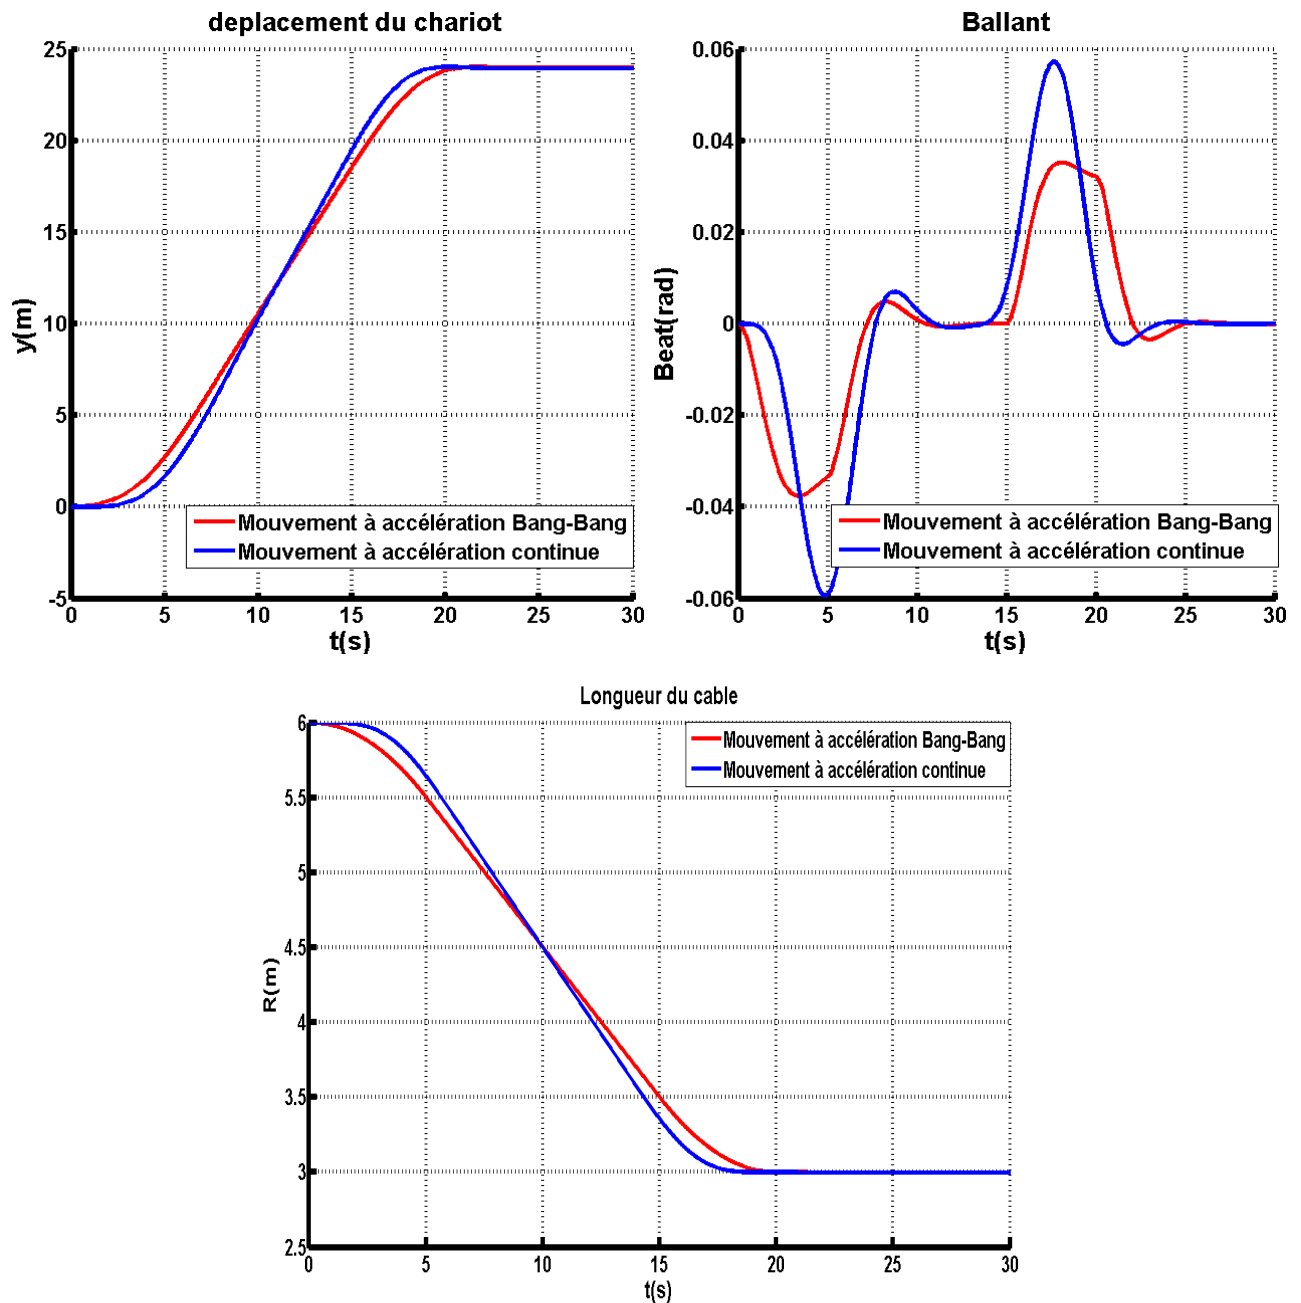 deplacement du chariot
25
20
15
10
5
0
-5
y(m)
0 5 10 15 20 25 30
t(s)
Mouvement à accélération Bang-Bang
Mouvement à accélération continue
Ballant
0.06
0.04
0.02
0
-0.02
-0.04
-0.06
Beat(rad)
0 5 10 15 20 25 30
t(s)
Mouvement à accélération Bang-Bang
Mouvement à accélération continue
Longueur du cable
6
5.5
5
4.5
4
3.5
3
2.5
R(m)
0 5 10 15 20 25 30
t(s)
Mouvement à accélération Bang-Bang
Mouvement à accélération continue